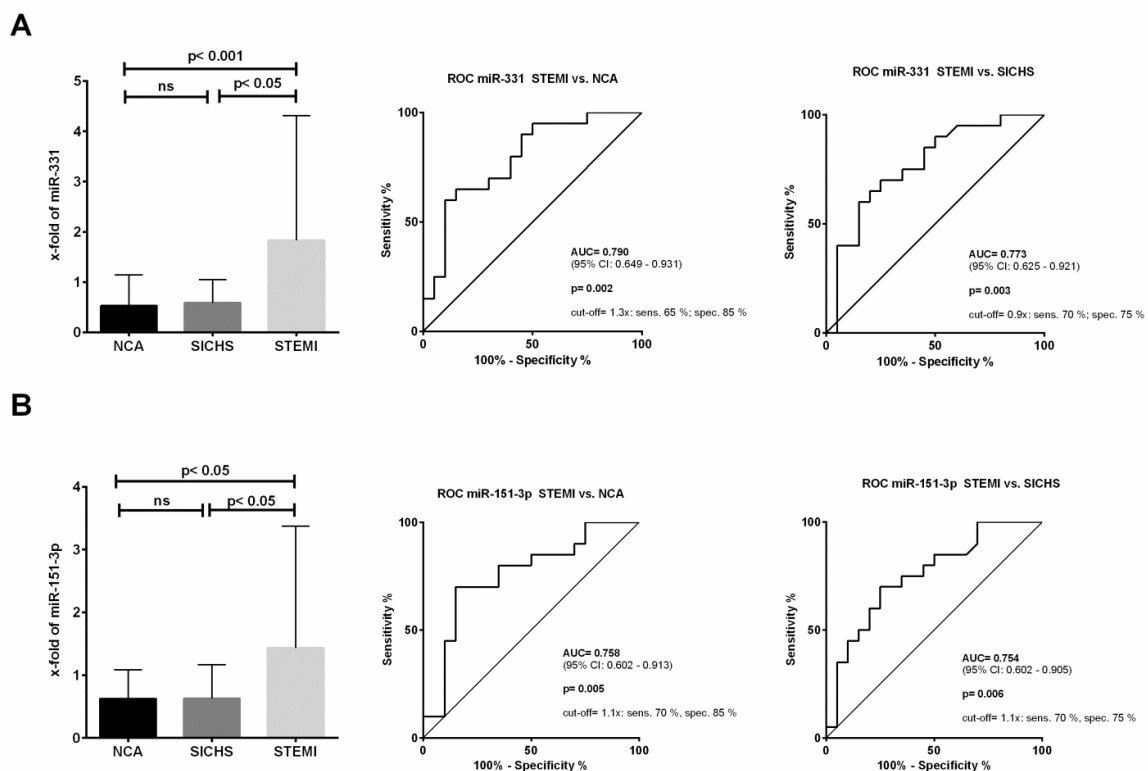 A
p< 0.001
ns
p< 0.05
5
4
3
2
1
0
x-fold of miR-331
NCA
SICHS
STEMI
ROC miR-331  STEMI vs. NCA
100
50
0
Sensitivity %
AUC= 0.790
(95% CI: 0.649 - 0.931)
p= 0.002
cut-off= 1.3x: sens. 65 %; spec. 85 %
0
50
100
100% - Specificity %
ROC miR-331  STEMI vs. SICHS
100
50
0
Sensitivity %
AUC= 0.773
(95% CI: 0.625 - 0.921)
p= 0.003
cut-off= 0.9x: sens. 70 %; spec. 75 %
0
50
100
100% - Specificity %
B
p< 0.05
ns
p< 0.05
4
3
2
1
0
x-fold of miR-151-3p
NCA
SICHS
STEMI
ROC miR-151-3p  STEMI vs. NCA
100
50
0
Sensitivity %
AUC= 0.758
(95% CI: 0.602 - 0.913)
p= 0.005
cut-off= 1.1x: sens. 70 %, spec. 85 %
0
50
100
100% - Specificity %
ROC miR-151-3p  STEMI vs. SICHS
100
50
0
Sensitivity %
AUC= 0.754
(95% CI: 0.602 - 0.905)
p= 0.006
cut-off= 1.1x: sens. 70 %, spec. 75 %
0
50
100
100% - Specificity %